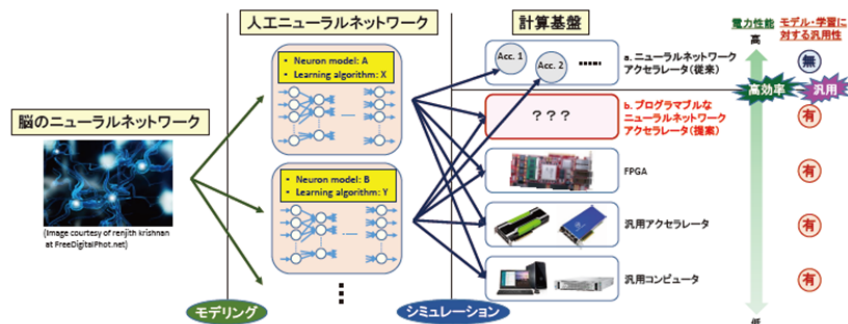 人工ニューラルネットワーク
計算基盤
電力性能
モデル・学習に
対する汎用性
高
無
高効率
汎用
• Neuron model: A
• Learning algorithm: X
Acc. 1
Acc. 2
a. ニューラルネットワーク
アクセラレータ(従来)
脳のニューラルネットワーク
(Image courtesy of renjith krishnan
at FreeDigitalPhot.net)
? ? ?
b. プログラマブルな
ニューラルネットワーク
アクセラレータ(提案)
有
• Neuron model: B
• Learning algorithm: Y
FPGA
有
汎用アクセラレータ
有
汎用コンピュータ
有
モデリング
シミュレーション
低